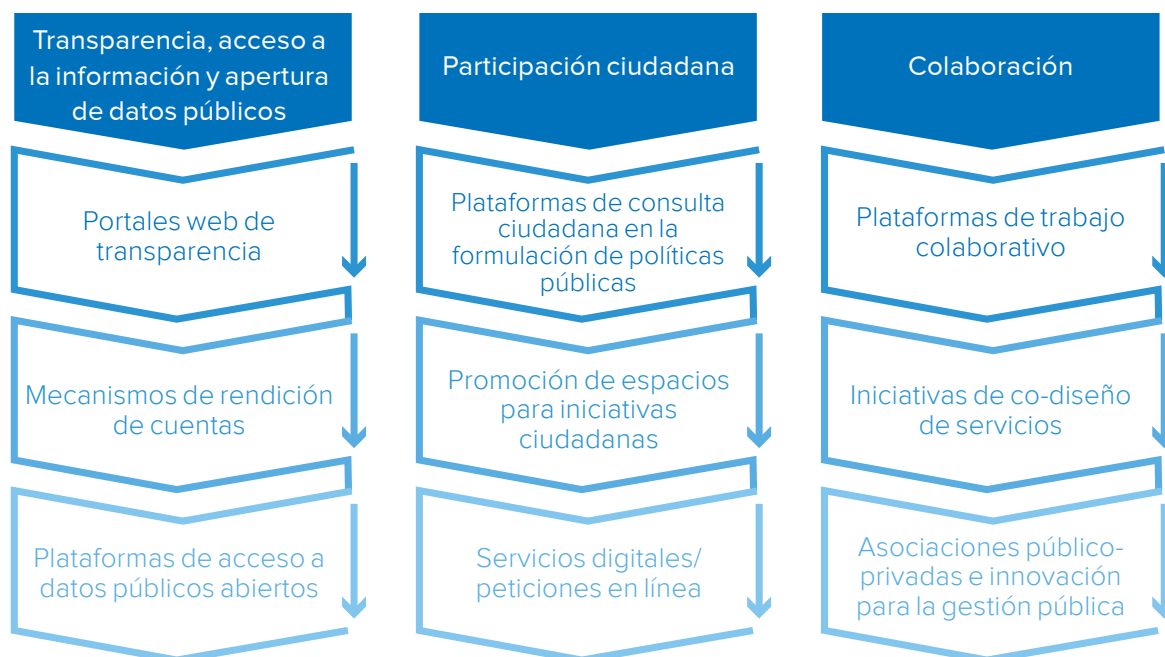 Transparencia, acceso a
la información y apertura
de datos públicos
Portales web de
transparencia
Mecanismos de rendición
de cuentas
Plataformas de acceso a
datos públicos abiertos
Participación ciudadana
Plataformas de consulta
ciudadana en la
formulación de políticas
públicas
Promoción de espacios
para iniciativas
ciudadanas
Servicios digitales/
peticiones en línea
Colaboración
Plataformas de trabajo
colaborativo
Iniciativas de co-diseño
de servicios
Asociaciones público-
privadas e innovación
para la gestión pública